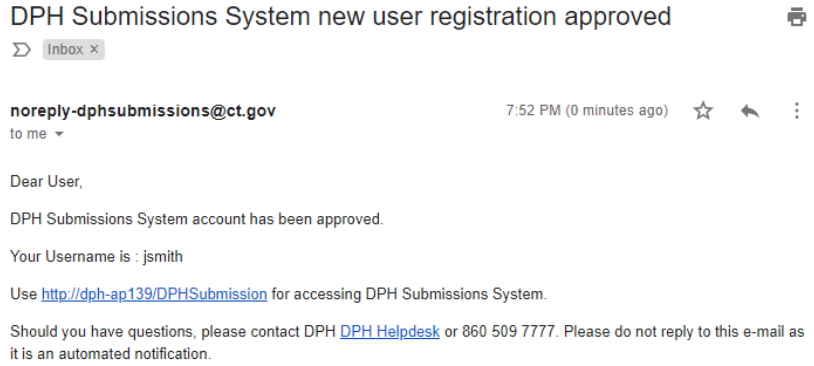 DPH Submissions System new user registration approved
Inbox ×
noreply-dphsubmissions@ct.gov 7:52 PM (0 minutes ago)
to me
Dear User,
DPH Submissions System account has been approved.
Your Username is : jsmith
Use http://dph-ap139/DPHSubmission for accessing DPH Submissions System.
Should you have questions, please contact DPH DPH Helpdesk or 860 509 7777. Please do not reply to this e-mail as
it is an automated notification.